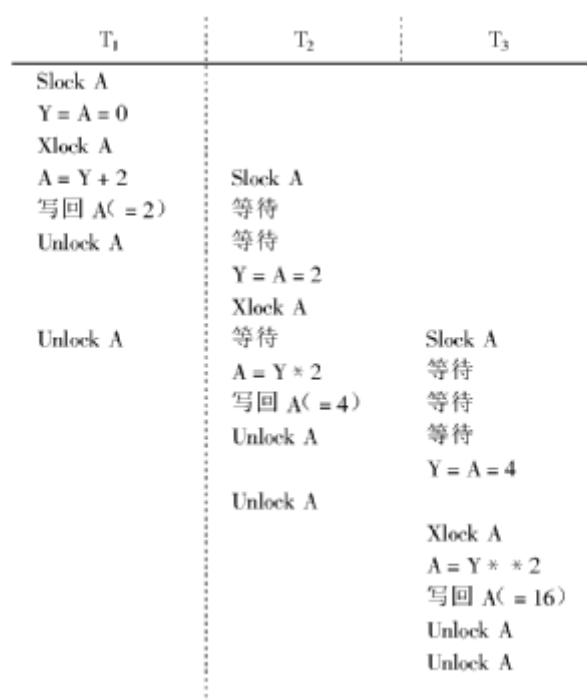 T₁ T₂ T₃
Slock A
Y = A = 0
Xlock A
A = Y + 2 Slock A
写回 A( = 2) 等待
Unlock A 等待
Y = A = 2
Xlock A
Unlock A 等待 Slock A
A = Y * 2 等待
写回 A( = 4) 等待
Unlock A 等待
Y = A = 4
Unlock A
Xlock A
A = Y * * 2
写回 A( = 16)
Unlock A
Unlock A